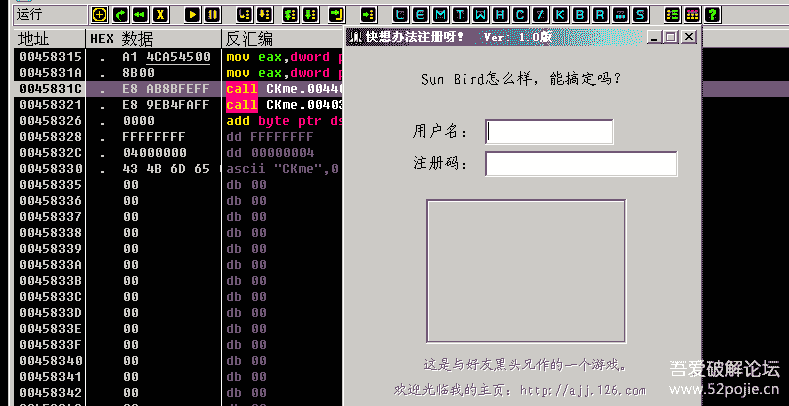 运行 C E M T W H C / K B R ... S ?
地址 HEX 数据 反汇编
00458315 . A1 4CA54500 mov eax,dword p
0045831A . 8B00 mov eax,dword p
0045831C . E8 AB8BFEFF call CKme.00440
00458321 . E8 9EB4FAFF call CKme.00403
00458326 . 0000 add byte ptr ds
00458328 . FFFFFFFF dd FFFFFFFF
0045832C . 04000000 dd 00000004
00458330 . 43 4B 6D 65 ascii "CKme",0
00458335 00 db 00
00458336 00 db 00
00458337 00 db 00
00458338 00 db 00
00458339 00 db 00
0045833A 00 db 00
0045833B 00 db 00
0045833C 00 db 00
0045833D 00 db 00
0045833E 00 db 00
0045833F 00 db 00
00458340 00 db 00
00458341 00 db 00
00458342 00 db 00
快想办法注册呀! Ver 1.0版
Sun Bird怎么样，能搞定吗？
用户名：
注册码：
这是与好友黑头兄作的一个游戏。
欢迎光临我的主页：http://ajj.126.com
吾爱破解论坛
www.52pojie.cn